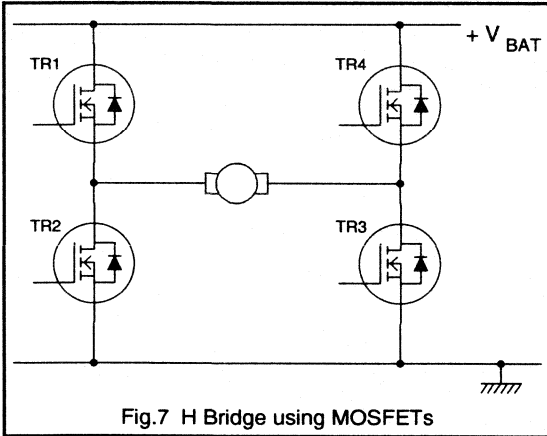 + V BAT
TR1
TR4
TR2
TR3
Fig.7 H Bridge using MOSFETs